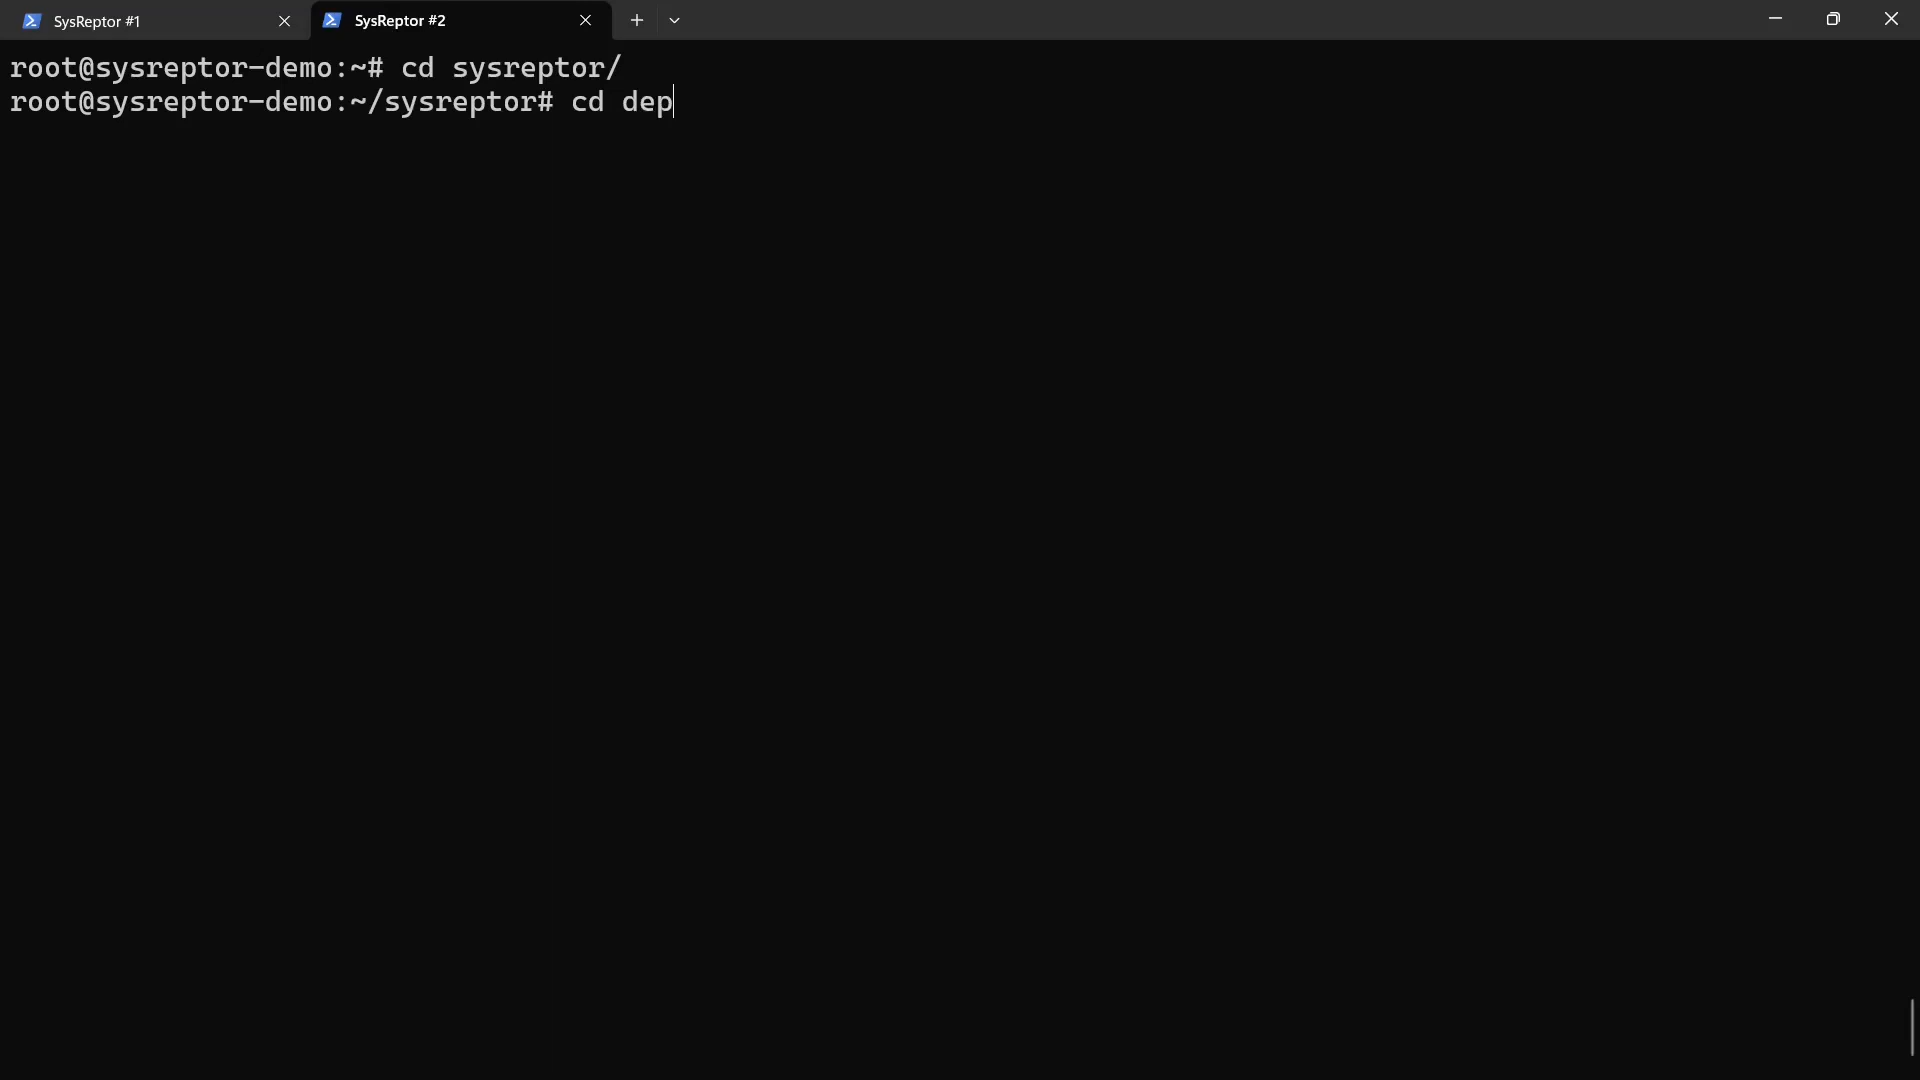 SysReptor #1
SysReptor #2
root@sysreptor-demo:~# cd sysreptor/
root@sysreptor-demo:~/sysreptor# cd dep